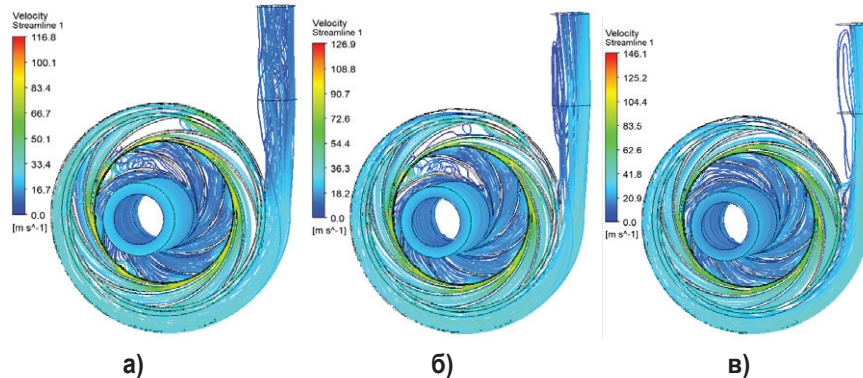 Velocity
Streamline 1
116.8
100.1
83.4
66.7
50.1
33.4
16.7
0.0
[m s^-1]
Velocity
Streamline 1
126.9
108.8
90.7
72.5
54.4
36.3
18.2
0.0
[m s^-1]
Velocity
Streamline 1
146.1
125.2
104.4
83.5
62.6
41.8
20.9
0.0
[m s^-1]
а)
б)
в)